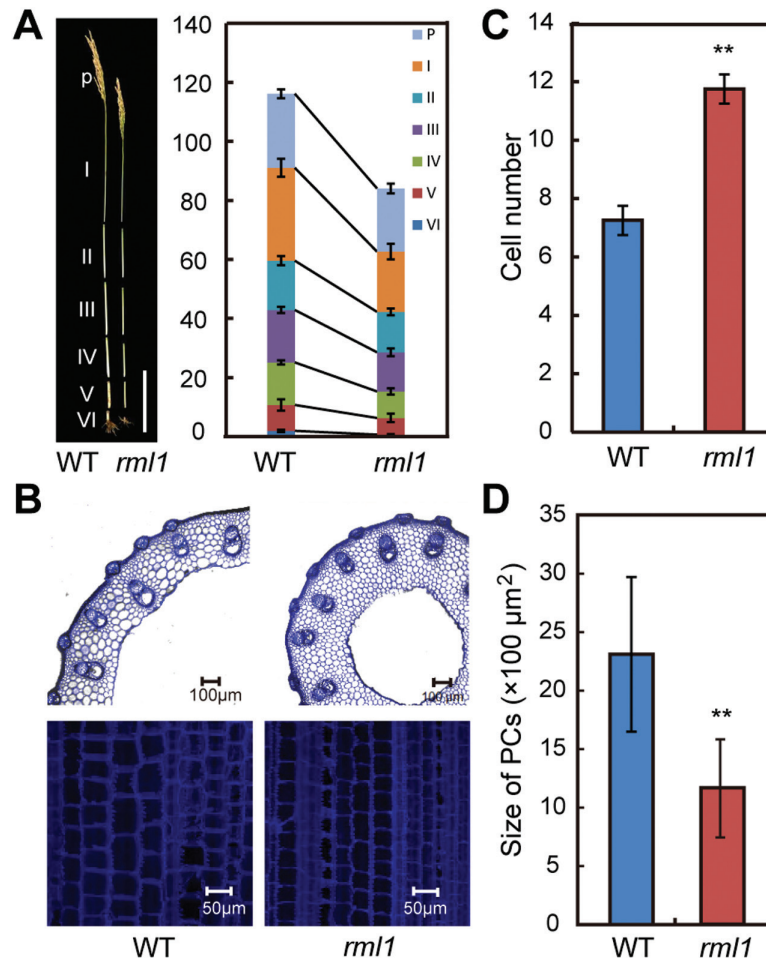 A
P
I
II
III
IV
V
VI
WT rml1
140
120
100
80
60
40
20
0
P
I
II
III
IV
V
VI
WT rml1
B
100μm
100 μm
50μm
50μm
WT rml1
C
Cell number
14
12
10
8
6
4
2
0
**
WT rml1
D
Size of PCs (×100 μm²)
35
30
25
20
15
10
5
0
**
WT rml1